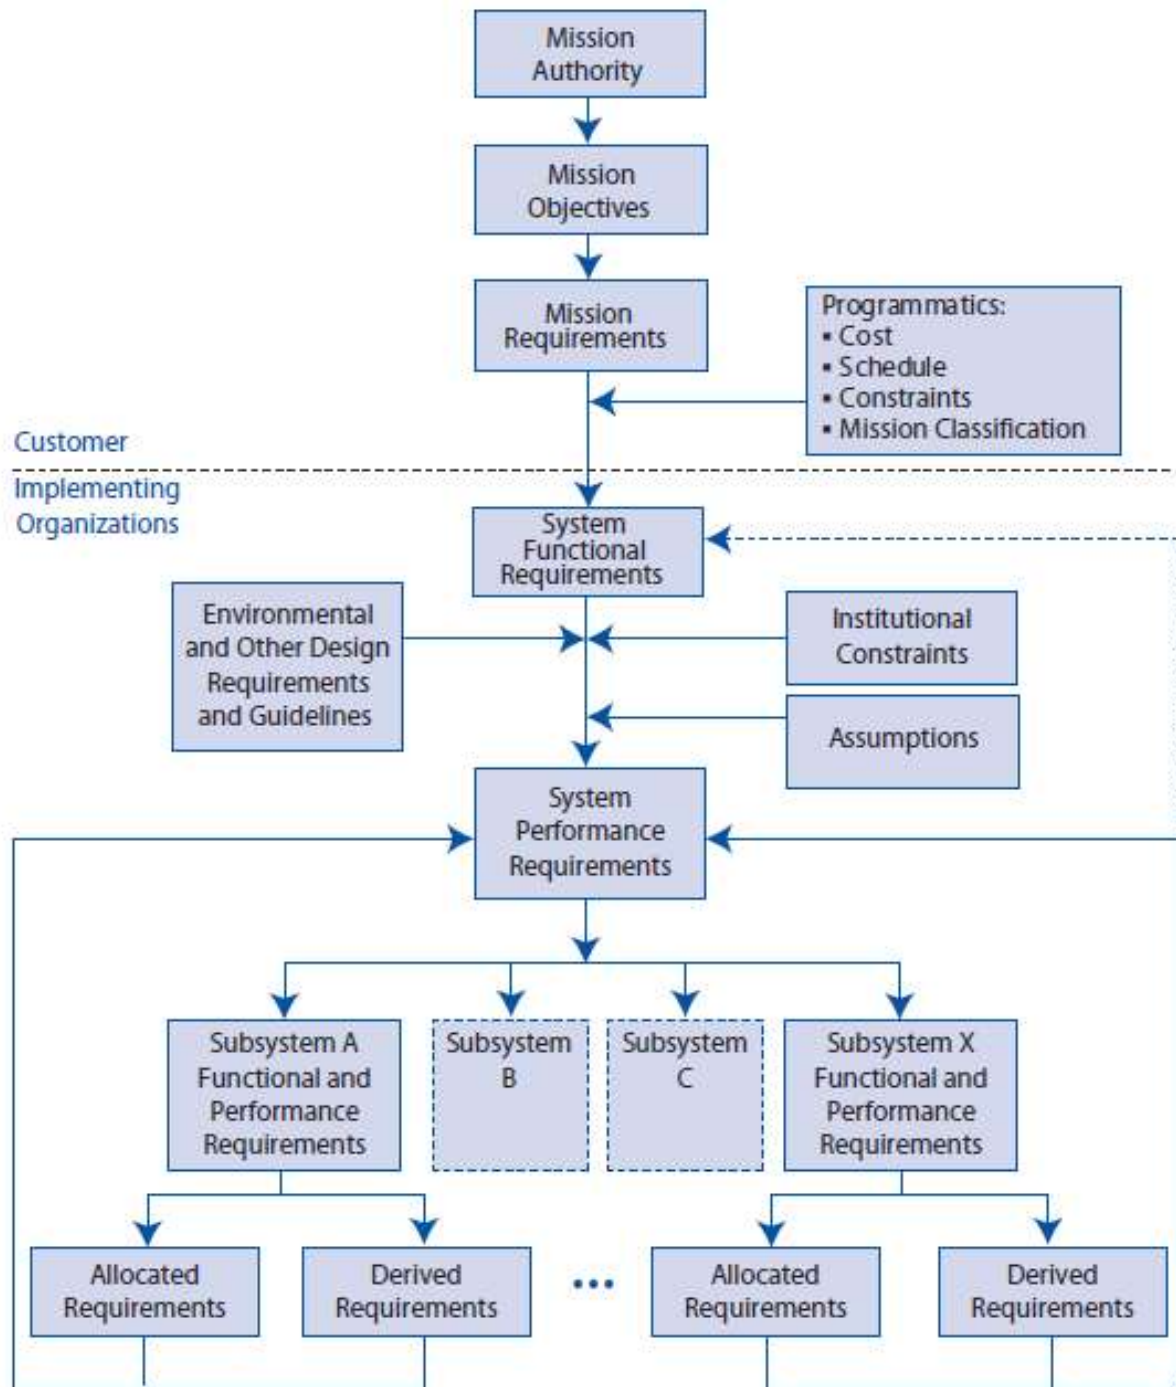 Mission
Authority
Mission
Objectives
Mission
Requirements
Programmatics:
▪ Cost
▪ Schedule
▪ Constraints
▪ Mission Classification
Customer
Implementing
Organizations
System
Functional
Requirements
Environmental
and Other Design
Requirements
and Guidelines
Institutional
Constraints
Assumptions
System
Performance
Requirements
Subsystem A
Functional and
Performance
Requirements
Subsystem
B
Subsystem
C
Subsystem X
Functional and
Performance
Requirements
Allocated
Requirements
Derived
Requirements
...
Allocated
Requirements
Derived
Requirements